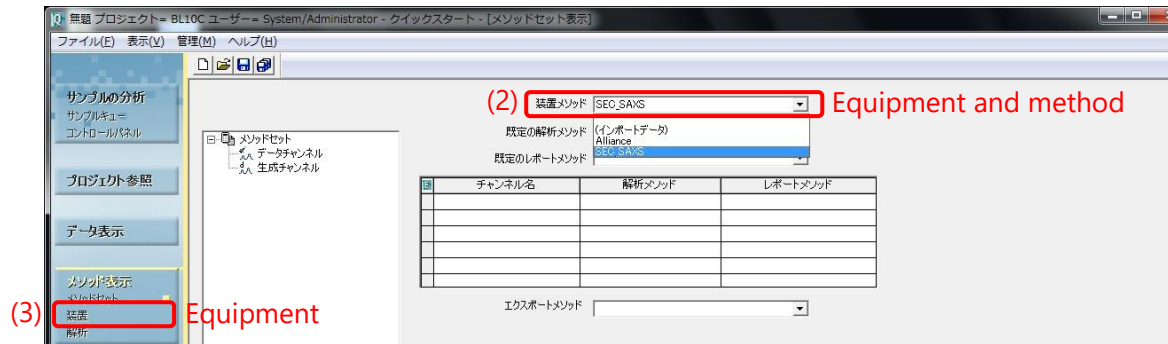 無題 プロジェクト= BL10C ユーザー= System/Administrator - クイックスタート - [メソッドセット表示]
ファイル(F) 表示(V) 管理(M) ヘルプ(H)
サンプルの分析
サンプルキュー
コントロールパネル
プロジェクト参照
データ表示
メソッド表示
メソッドセット
(3) 装置 Equipment
解析
メソッドセット
データチャンネル
生成チャンネル
(2) 装置メソッド SEC_SAXS Equipment and method
(インポートデータ)
Alliance
SEC_SAXS
既定の解析メソッド
既定のレポートメソッド
チャンネル名 解析メソッド レポートメソッド
エクスポートメソッド